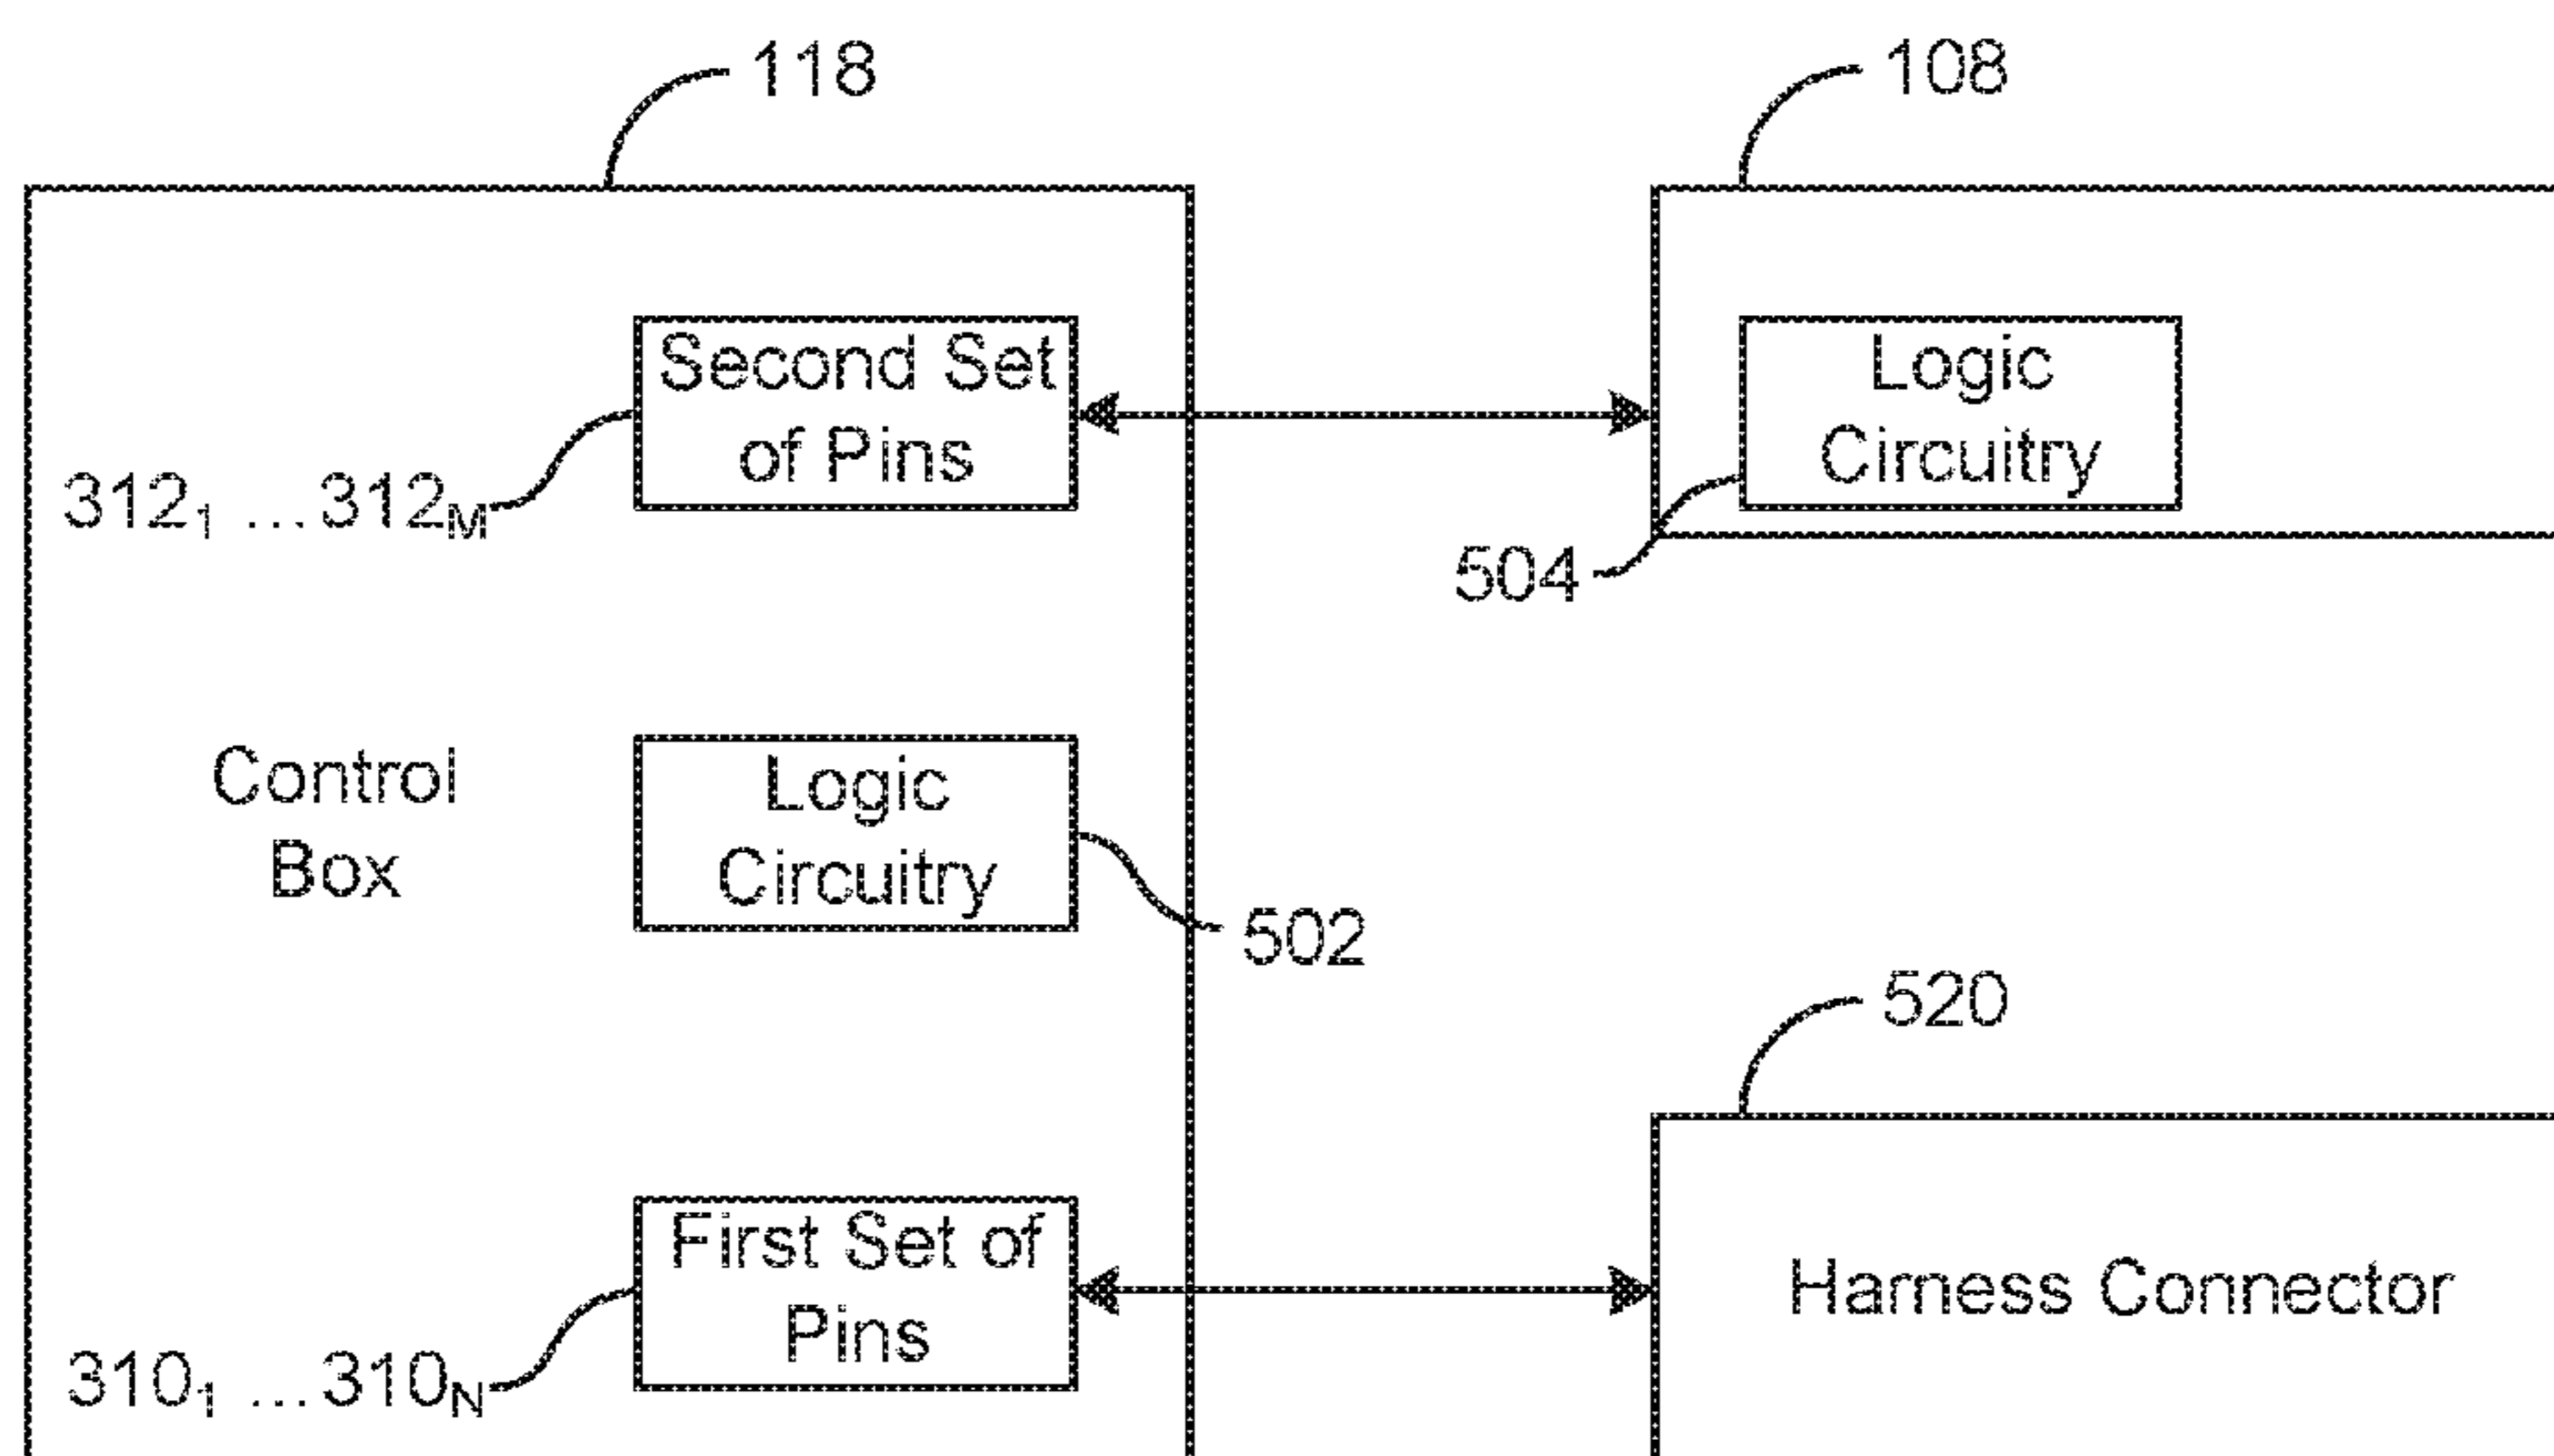 118
108
Second Set
of Pins
Logic
Circuitry
312₁ ... 312M
504
Control
Box
Logic
Circuitry
502
520
First Set of
Pins
Harness Connector
310₁ ... 310N